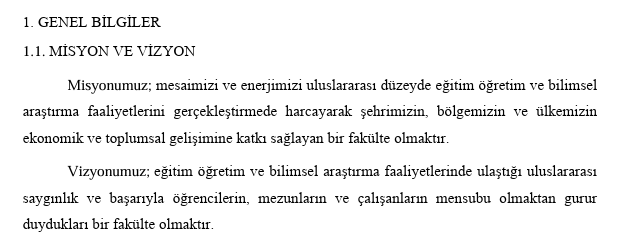 1. GENEL BİLGİLER
1.1. MİSYON VE VİZYON
Misyonumuz; mesaimizi ve enerjimizi uluslararası düzeyde eğitim öğretim ve bilimsel
araştırma faaliyetlerini gerçekleştirmede harcayarak şehrimizin, bölgemizin ve ülkemizin
ekonomik ve toplumsal gelişimine katkı sağlayan bir fakülte olmaktır.
Vizyonumuz; eğitim öğretim ve bilimsel araştırma faaliyetlerinde ulaştığı uluslararası
saygınlık ve başarıyla öğrencilerin, mezunların ve çalışanların mensubu olmaktan gurur
duydukları bir fakülte olmaktır.